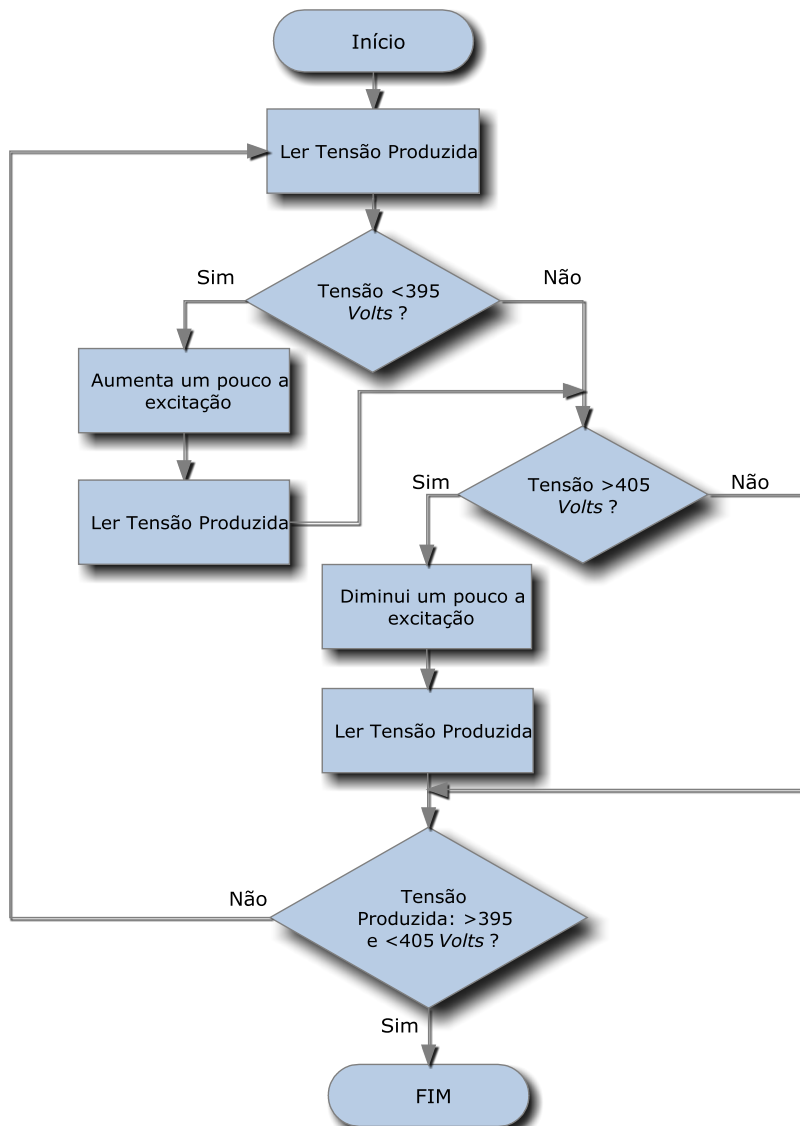 Início
Ler Tensão Produzida
Sim
Não
Tensão <395
Volts ?
Aumenta um pouco a
excitação
Ler Tensão Produzida
Sim
Não
Tensão >405
Volts ?
Diminui um pouco a
excitação
Ler Tensão Produzida
Não
Tensão
Produzida: >395
e <405 Volts ?
Sim
FIM